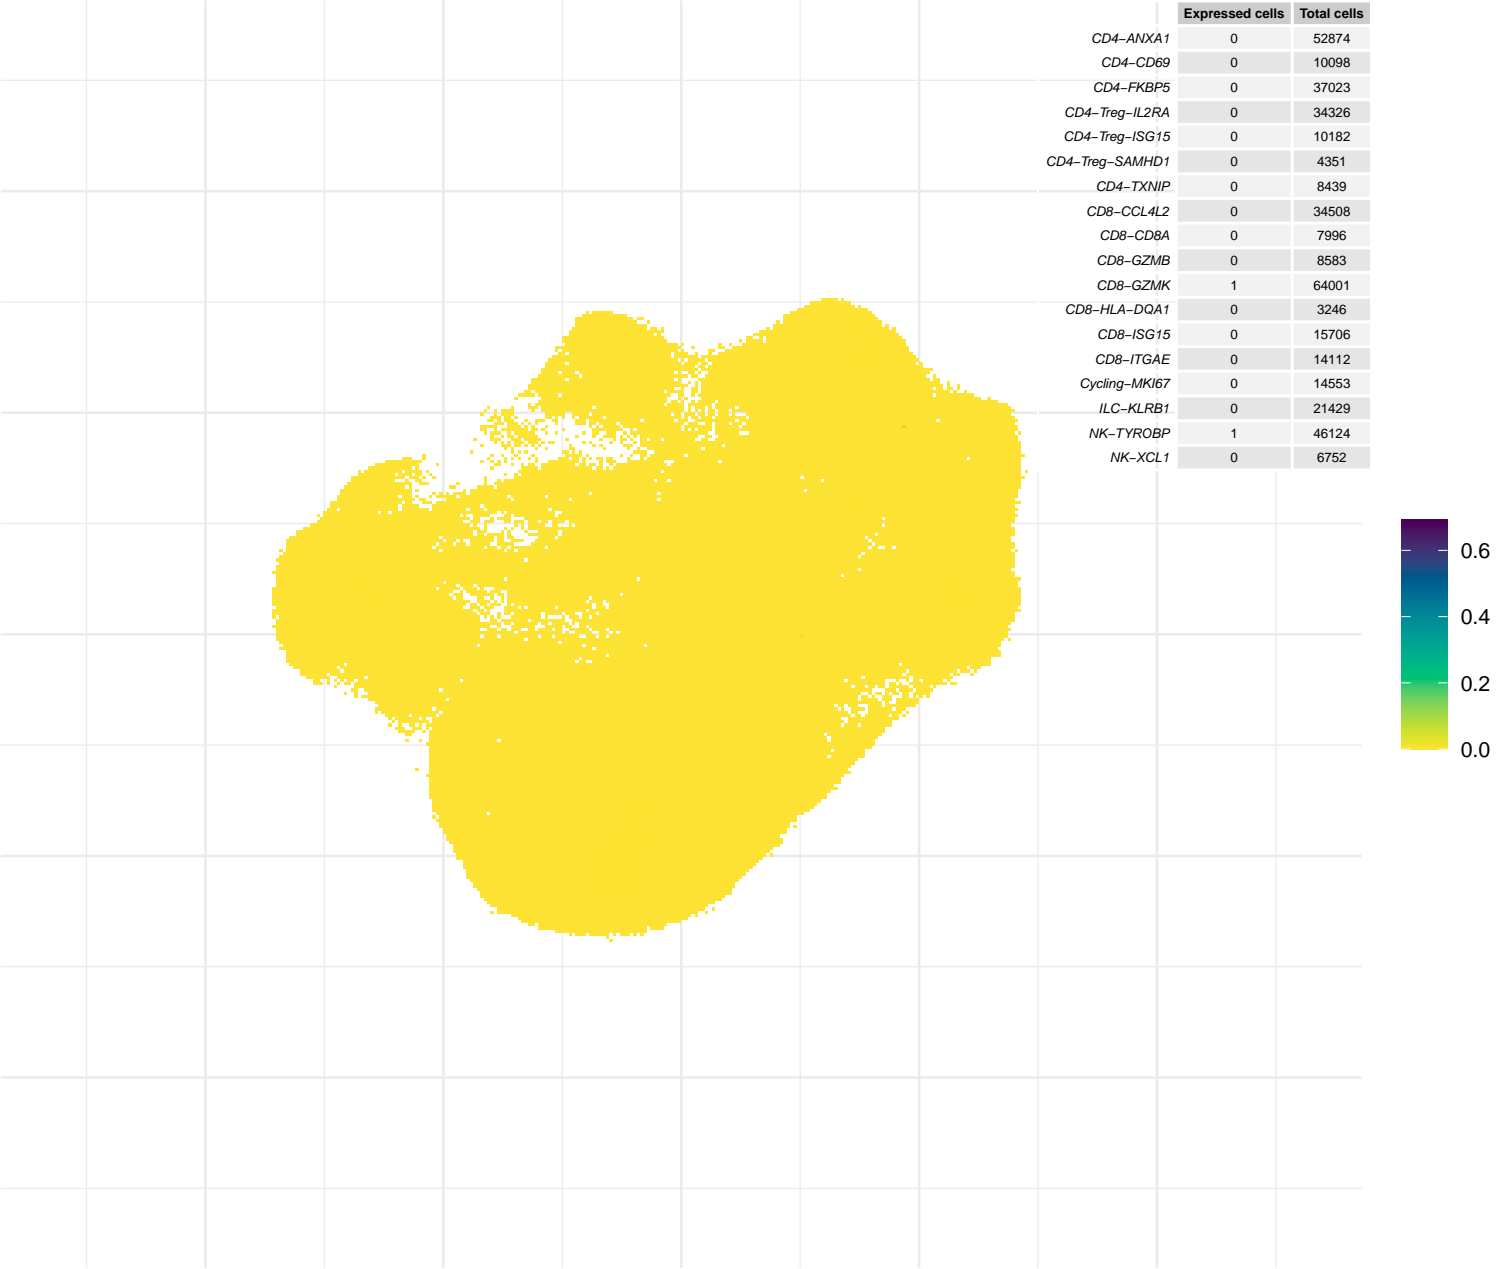 Expressed cells Total cells
CD4−ANXA1 0 52874
CD4−CD69 0 10098
CD4−FKBP5 0 37023
CD4−Treg−IL2RA 0 34326
CD4−Treg−ISG15 0 10182
CD4−Treg−SAMHD1 0 4351
CD4−TXNIP 0 8439
CD8−CCL4L2 0 34508
CD8−CD8A 0 7996
CD8−GZMB 0 8583
CD8−GZMK 1 64001
CD8−HLA−DQA1 0 3246
CD8−ISG15 0 15706
CD8−ITGAE 0 14112
Cycling−MKI67 0 14553
ILC−KLRB1 0 21429
NK−TYROBP 1 46124
NK−XCL1 0 6752
0.6
0.4
0.2
0.0